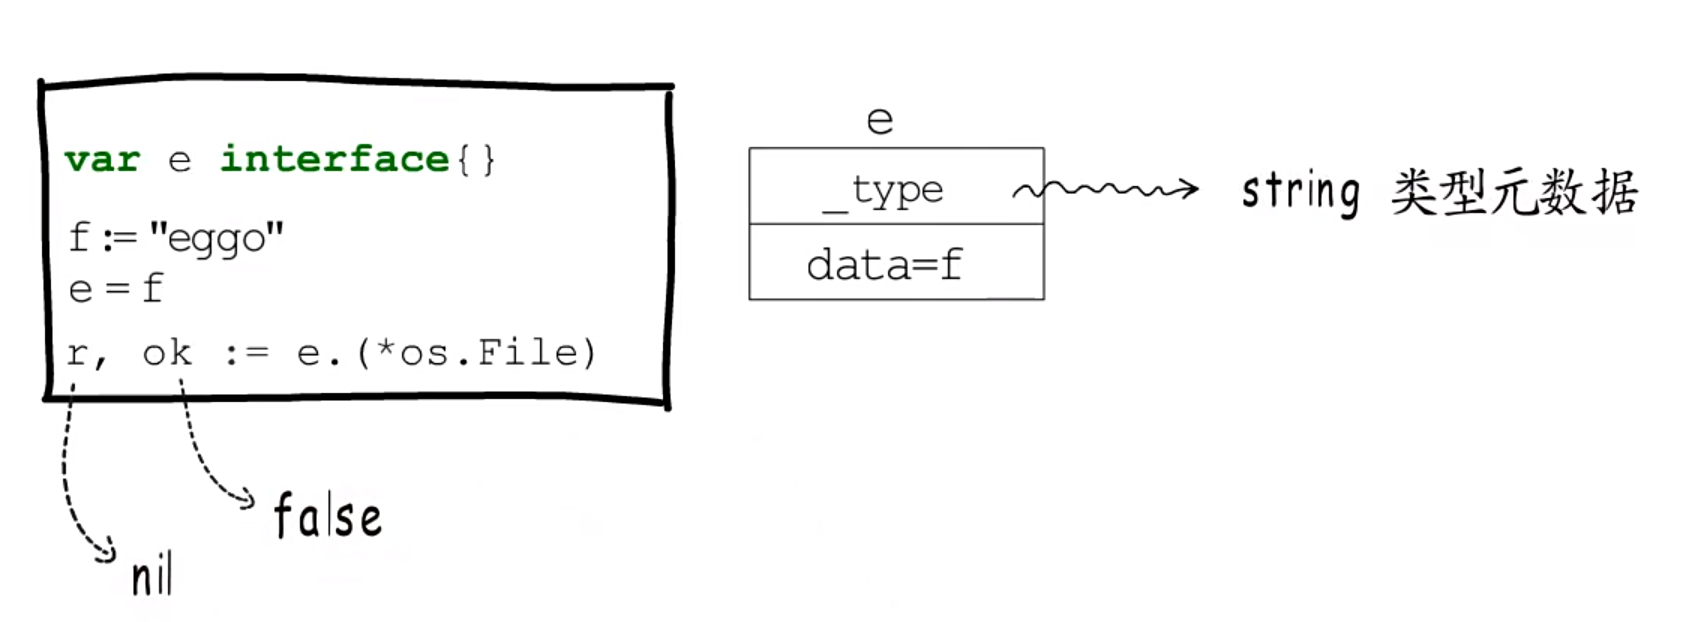 var e interface{}
f := "eggo"
e = f
r, ok := e.(*os.File)
false
nil
e
_type
string 类型元数据
data=f